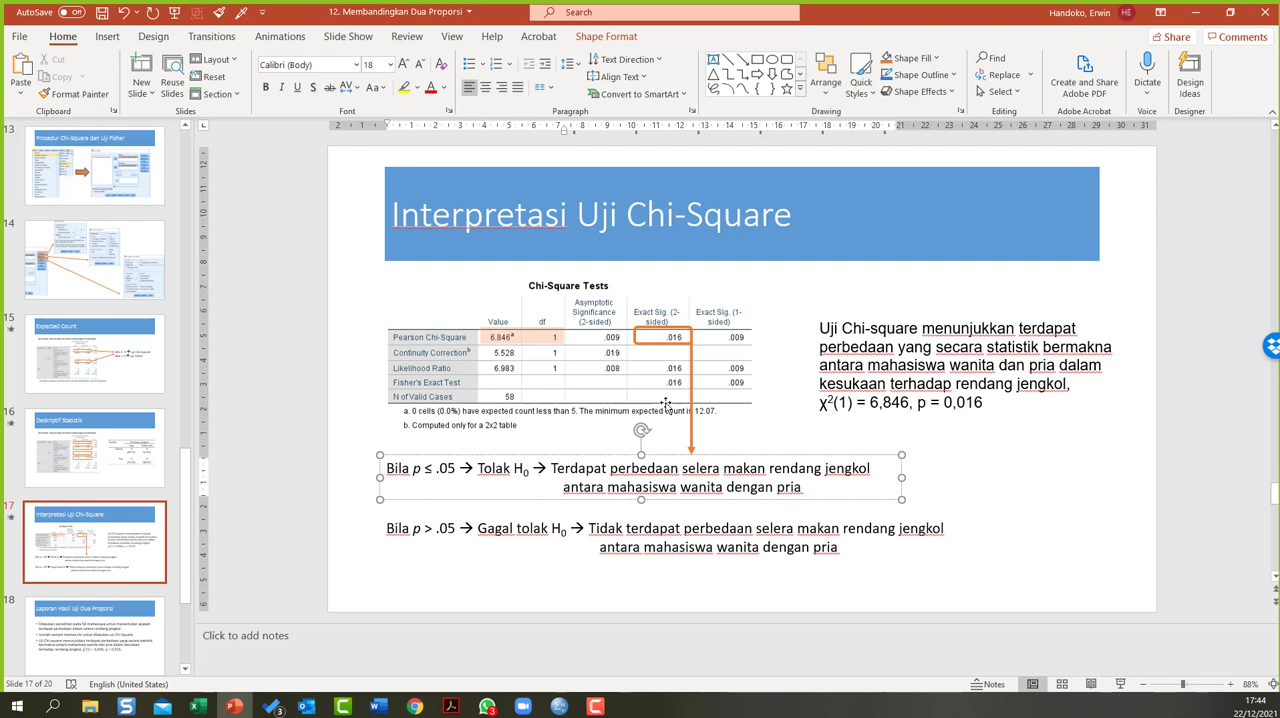 AutoSave Off
12. Membandingkan Dua Proporsi
Search
Handoko, Erwin
HE
File
Home
Insert
Design
Transitions
Animations
Slide Show
Review
View
Help
Acrobat
Shape Format
Share
Comments
Paste
Cut
Copy
Format Painter
Clipboard
New Slide
Reuse Slides
Layout
Reset
Section
Slides
Calibri (Body)
18
Font
Text Direction
Align Text
Convert to SmartArt
Paragraph
Arrange
Quick Styles
Shape Fill
Shape Outline
Shape Effects
Drawing
Find
Replace
Select
Editing
Create and Share Adobe PDF
Adobe Acrobat
Dictate
Voice
Design Ideas
Designer
13
Prosedur Chi-Square dan Uji Fisher
14
15
Expected Count
16
Deskriptif Statistik
17
Interpretasi Uji Chi-Square
18
Laporan Hasil Uji Dua Proporsi
Interpretasi Uji Chi-Square
Chi-Square Tests
Value
df
Asymptotic Significance (2-sided)
Exact Sig. (2-sided)
Exact Sig. (1-sided)
Pearson Chi-Square 6.846ᵃ 1 .009 .016 .009
Continuity Correctionᵇ 5.528 1 .019
Likelihood Ratio 6.983 1 .008 .016 .009
Fisher's Exact Test .016 .009
N of Valid Cases 58
a. 0 cells (0.0%) have expected count less than 5. The minimum expected count is 12.07.
b. Computed only for a 2x2 table
Uji Chi-square menunjukkan terdapat
perbedaan yang secara statistik bermakna
antara mahasiswa wanita dan pria dalam
kesukaan terhadap rendang jengkol,
χ²(1) = 6,846, p = 0,016
Bila p ≤ .05 → Tolak H₀ → Terdapat perbedaan selera makan rendang jengkol
antara mahasiswa wanita dengan pria
Bila p > .05 → Gagal tolak H₀ → Tidak terdapat perbedaan selera makan rendang jengkol
antara mahasiswa wanita dengan pria
Click to add notes
Slide 17 of 20
English (United States)
Notes
88%
17:44
22/12/2021